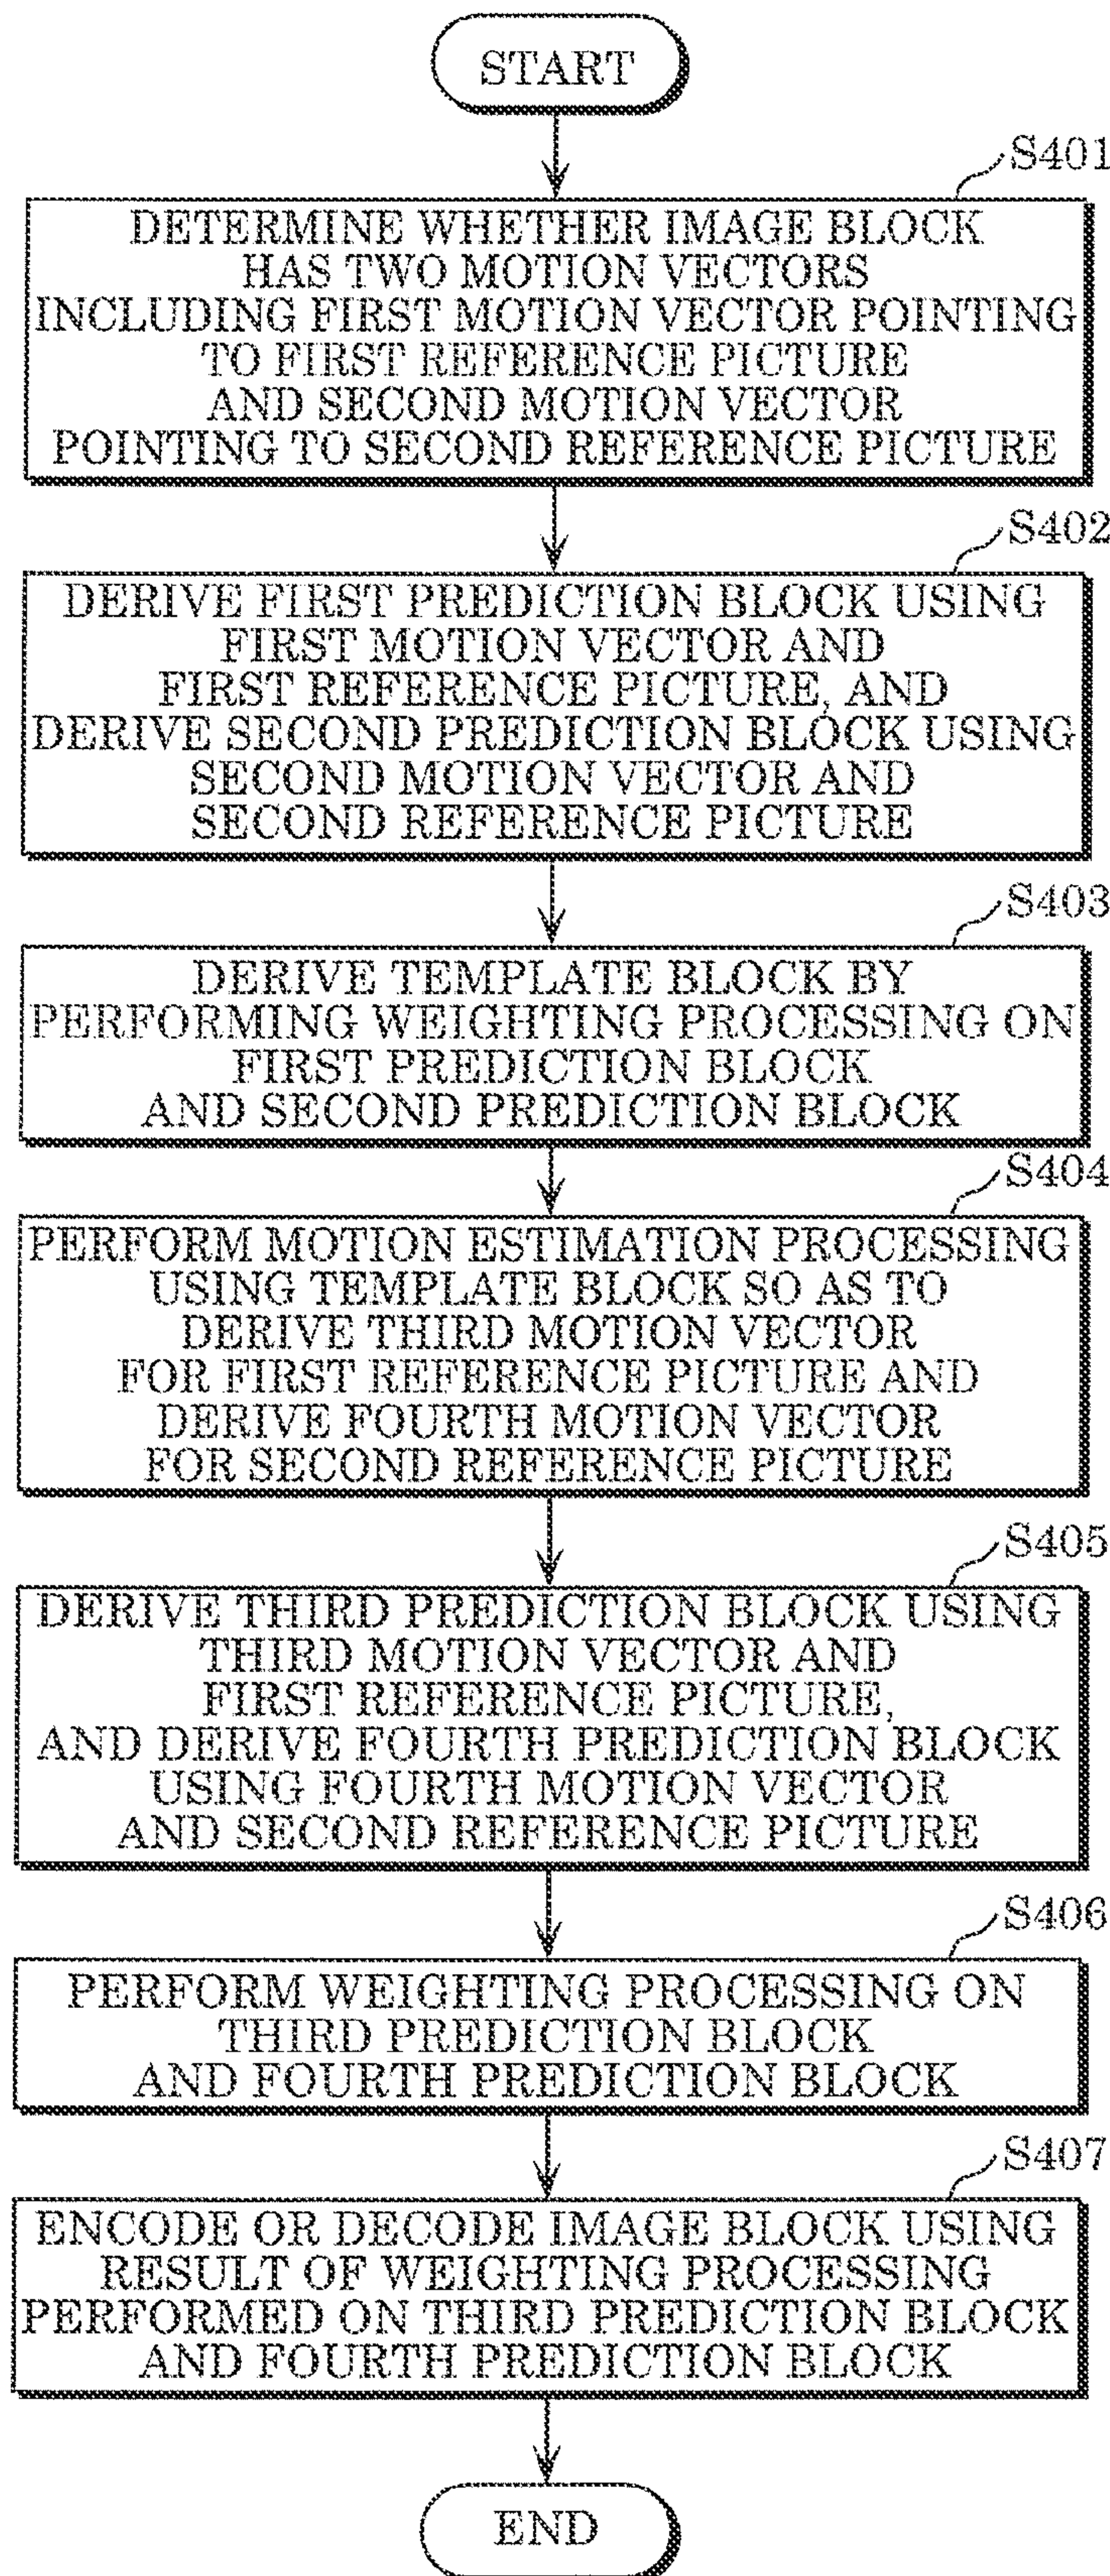 START
S401
DETERMINE WHETHER IMAGE BLOCK
HAS TWO MOTION VECTORS
INCLUDING FIRST MOTION VECTOR POINTING
TO FIRST REFERENCE PICTURE
AND SECOND MOTION VECTOR
POINTING TO SECOND REFERENCE PICTURE
S402
DERIVE FIRST PREDICTION BLOCK USING
FIRST MOTION VECTOR AND
FIRST REFERENCE PICTURE, AND
DERIVE SECOND PREDICTION BLOCK USING
SECOND MOTION VECTOR AND
SECOND REFERENCE PICTURE
S403
DERIVE TEMPLATE BLOCK BY
PERFORMING WEIGHTING PROCESSING ON
FIRST PREDICTION BLOCK
AND SECOND PREDICTION BLOCK
S404
PERFORM MOTION ESTIMATION PROCESSING
USING TEMPLATE BLOCK SO AS TO
DERIVE THIRD MOTION VECTOR
FOR FIRST REFERENCE PICTURE AND
DERIVE FOURTH MOTION VECTOR
FOR SECOND REFERENCE PICTURE
S405
DERIVE THIRD PREDICTION BLOCK USING
THIRD MOTION VECTOR AND
FIRST REFERENCE PICTURE,
AND DERIVE FOURTH PREDICTION BLOCK
USING FOURTH MOTION VECTOR
AND SECOND REFERENCE PICTURE
S406
PERFORM WEIGHTING PROCESSING ON
THIRD PREDICTION BLOCK
AND FOURTH PREDICTION BLOCK
S407
ENCODE OR DECODE IMAGE BLOCK USING
RESULT OF WEIGHTING PROCESSING
PERFORMED ON THIRD PREDICTION BLOCK
AND FOURTH PREDICTION BLOCK
END